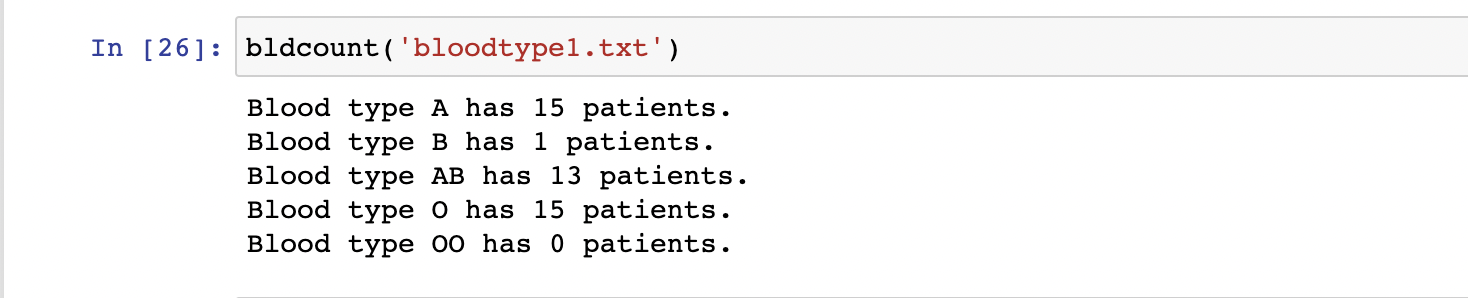 In [26]: bldcount('bloodtype1.txt')
Blood type A has 15 patients.
Blood type B has 1 patients.
Blood type AB has 13 patients.
Blood type O has 15 patients.
Blood type OO has 0 patients.